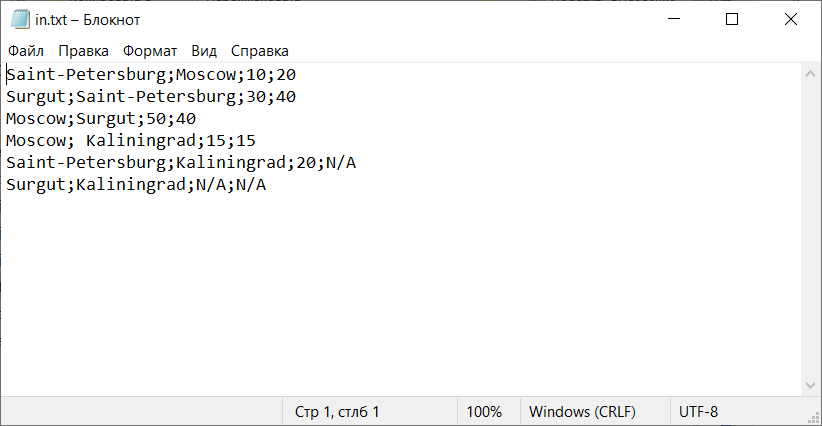 in.txt – Блокнот
Файл Правка Формат Вид Справка
Saint-Petersburg;Moscow;10;20
Surgut;Saint-Petersburg;30;40
Moscow;Surgut;50;40
Moscow; Kaliningrad;15;15
Saint-Petersburg;Kaliningrad;20;N/A
Surgut;Kaliningrad;N/A;N/A
Стр 1, стлб 1 100% Windows (CRLF) UTF-8